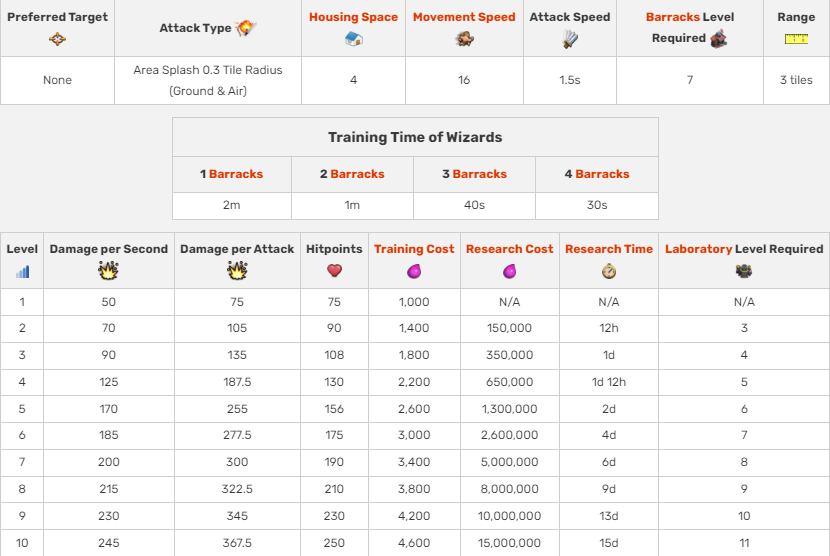 Preferred Target Attack Type Housing Space Movement Speed Attack Speed Barracks Level Required Range
None Area Splash 0.3 Tile Radius (Ground & Air) 4 16 1.5s 7 3 tiles
Training Time of Wizards
1 Barracks 2 Barracks 3 Barracks 4 Barracks
2m 1m 40s 30s
Level Damage per Second Damage per Attack Hitpoints Training Cost Research Cost Research Time Laboratory Level Required
1 50 75 75 1,000 N/A N/A N/A
2 70 105 90 1,400 150,000 12h 3
3 90 135 108 1,800 350,000 1d 4
4 125 187.5 130 2,200 650,000 1d 12h 5
5 170 255 156 2,600 1,300,000 2d 6
6 185 277.5 175 3,000 2,600,000 4d 7
7 200 300 190 3,400 5,000,000 6d 8
8 215 322.5 210 3,800 8,000,000 9d 9
9 230 345 230 4,200 10,000,000 13d 10
10 245 367.5 250 4,600 15,000,000 15d 11